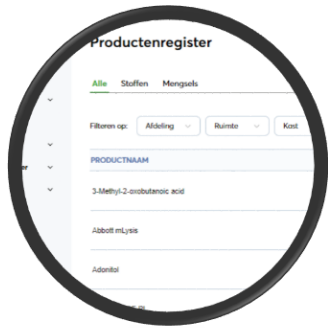 Productenregister
Alle Stoffen Mengsels
Filteren op: Afdeling Ruimte Kost
PRODUCTNAAM
3-Methyl-2-oxobutanoic acid
Abbott mLysis
Adonitol